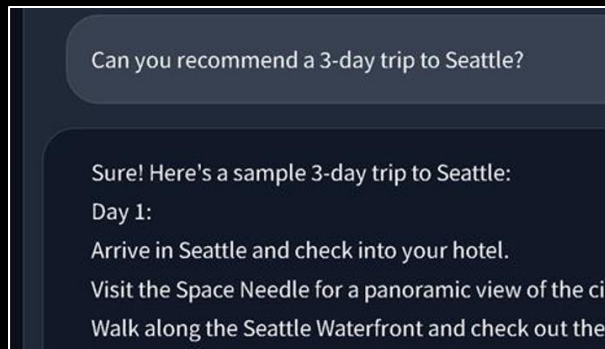 Can you recommend a 3-day trip to Seattle?
Sure! Here's a sample 3-day trip to Seattle:
Day 1:
Arrive in Seattle and check into your hotel.
Visit the Space Needle for a panoramic view of the
Walk along the Seattle Waterfront and check out the